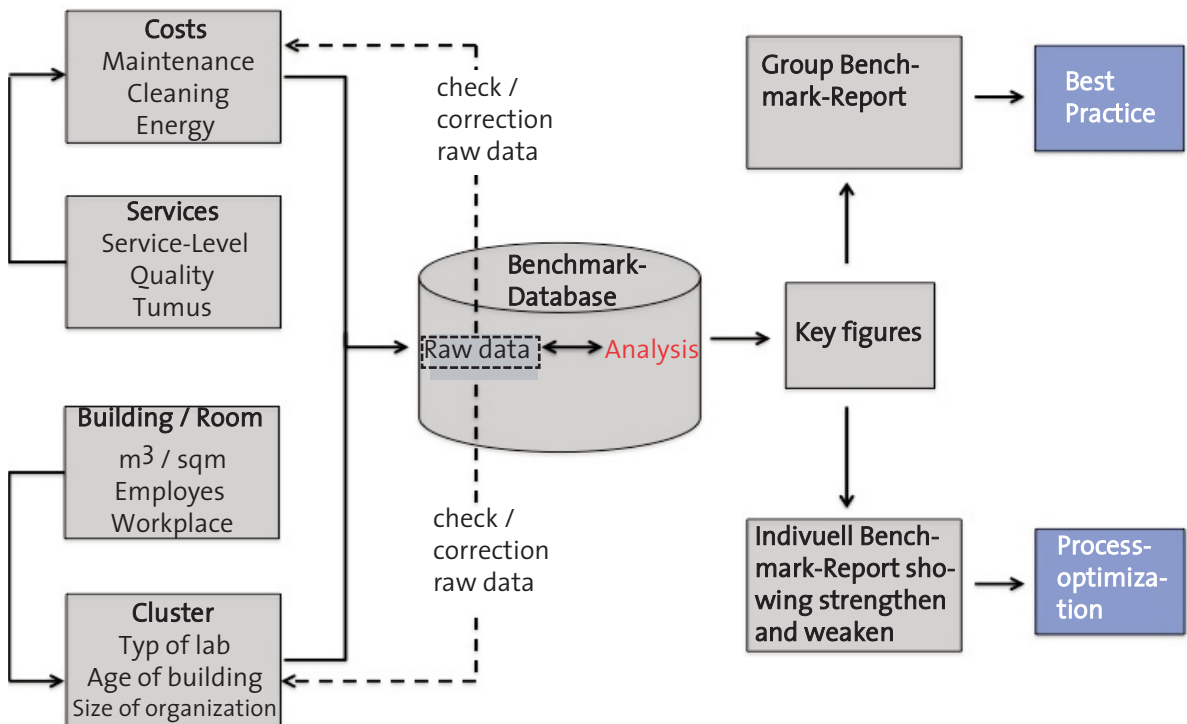 Costs
Maintenance
Cleaning
Energy
Services
Service-Level
Quality
Tumus
Building / Room
m³ / sqm
Employes
Workplace
Cluster
Typ of lab
Age of building
Size of organization
check /
correction
raw data
Benchmark-
Database
Raw data
Analysis
check /
correction
raw data
Key figures
Group Bench-
mark-Report
Best
Practice
Indivuell Bench-
mark-Report sho-
wing strengthen
and weaken
Process-
optimiza-
tion